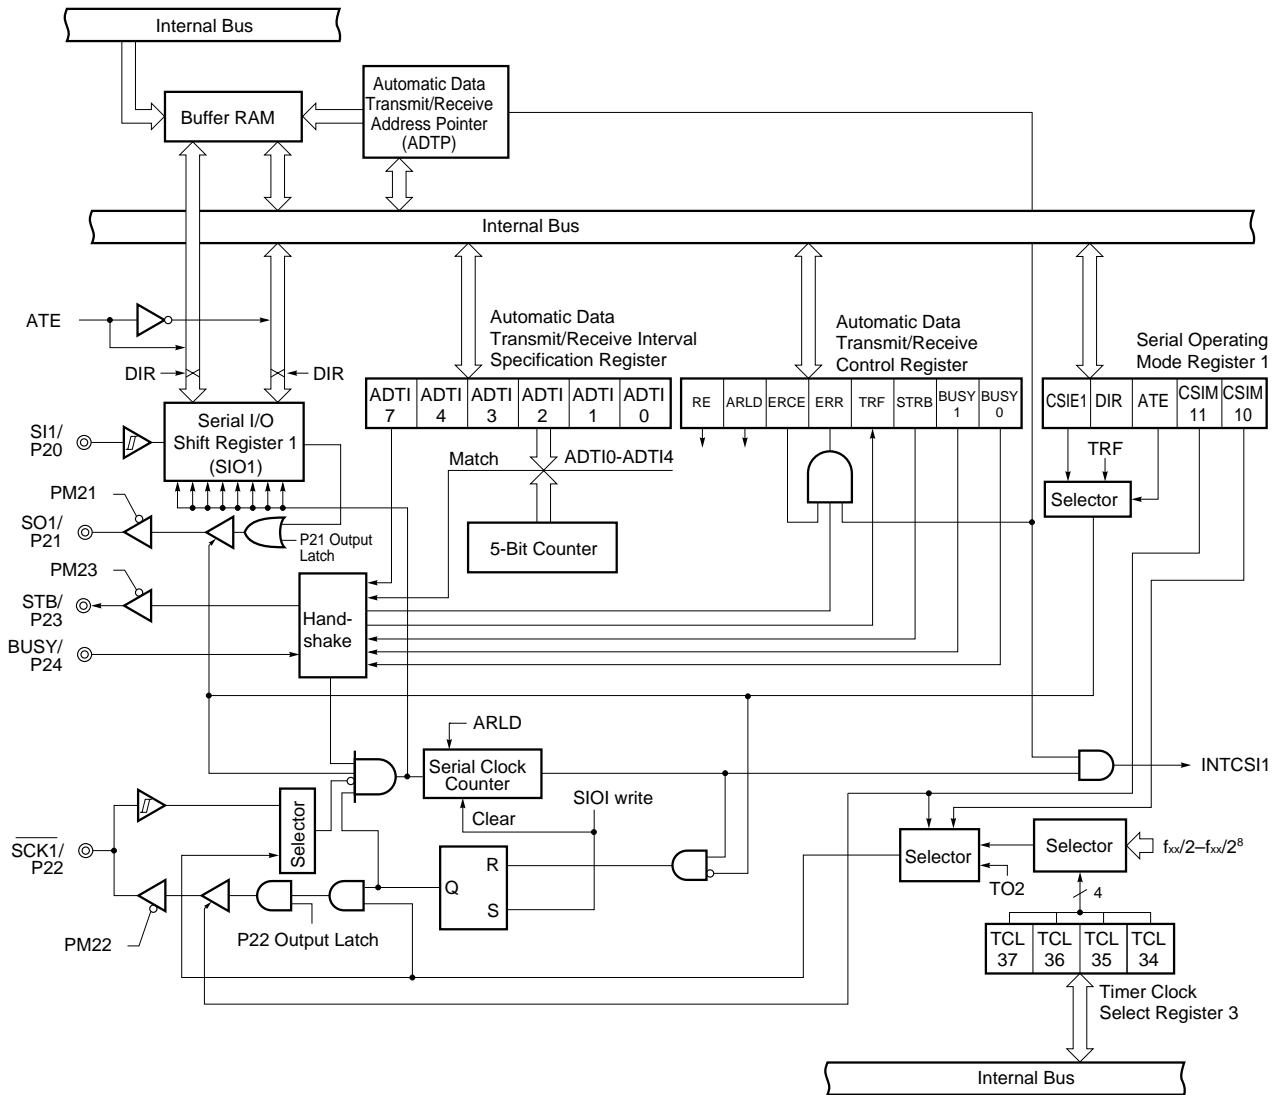 Internal Bus
Automatic Data
Transmit/Receive
Address Pointer
(ADTP)
Buffer RAM
Internal Bus
ATE
DIR
DIR
Automatic Data
Transmit/Receive Interval
Specification Register
Automatic Data
Transmit/Receive
Control Register
Serial Operating
Mode Register 1
ADTI 7
ADTI 4
ADTI 3
ADTI 2
ADTI 1
ADTI 0
RE
ARLD
ERCE
ERR
TRF
STRB
BUSY 1
BUSY 0
CSIE1
DIR
ATE
CSIM 11
CSIM 10
SI1/
P20
Serial I/O
Shift Register 1
(SIO1)
Match
ADTI0-ADTI4
TRF
Selector
PM21
SO1/
P21
P21 Output
Latch
5-Bit Counter
PM23
STB/
P23
Hand-
shake
BUSY/
P24
ARLD
Serial Clock
Counter
INTCSI1
SIOI write
Clear
Selector
SCK1/
P22
R
Q
S
Selector
Selector
fxx/2–fxx/2⁸
TO2
4
P22 Output Latch
PM22
TCL 37
TCL 36
TCL 35
TCL 34
Timer Clock
Select Register 3
Internal Bus